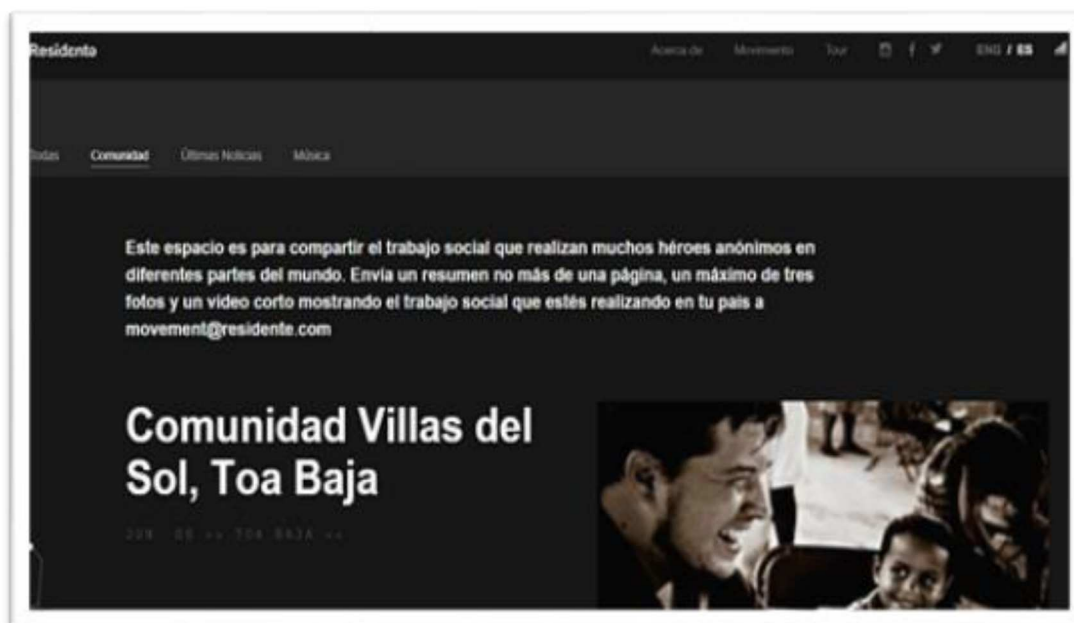 Residente
Acerca de Movimiento Tour ENG / ES
Todas Comunidad Últimas Noticias Música
Este espacio es para compartir el trabajo social que realizan muchos héroes anónimos en
diferentes partes del mundo. Envía un resumen no más de una página, un máximo de tres
fotos y un video corto mostrando el trabajo social que estés realizando en tu país a
movement@residente.com
Comunidad Villas del
Sol, Toa Baja
TOA BAJA